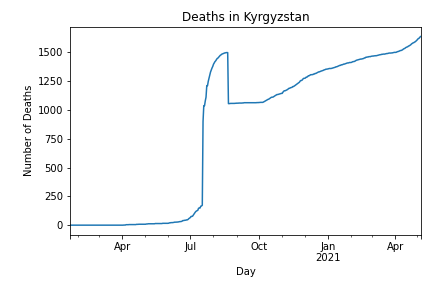 Deaths in Kyrgyzstan
Number of Deaths
1500
1250
1000
750
500
250
0
Apr
Jul
Oct
Jan
2021
Apr
Day